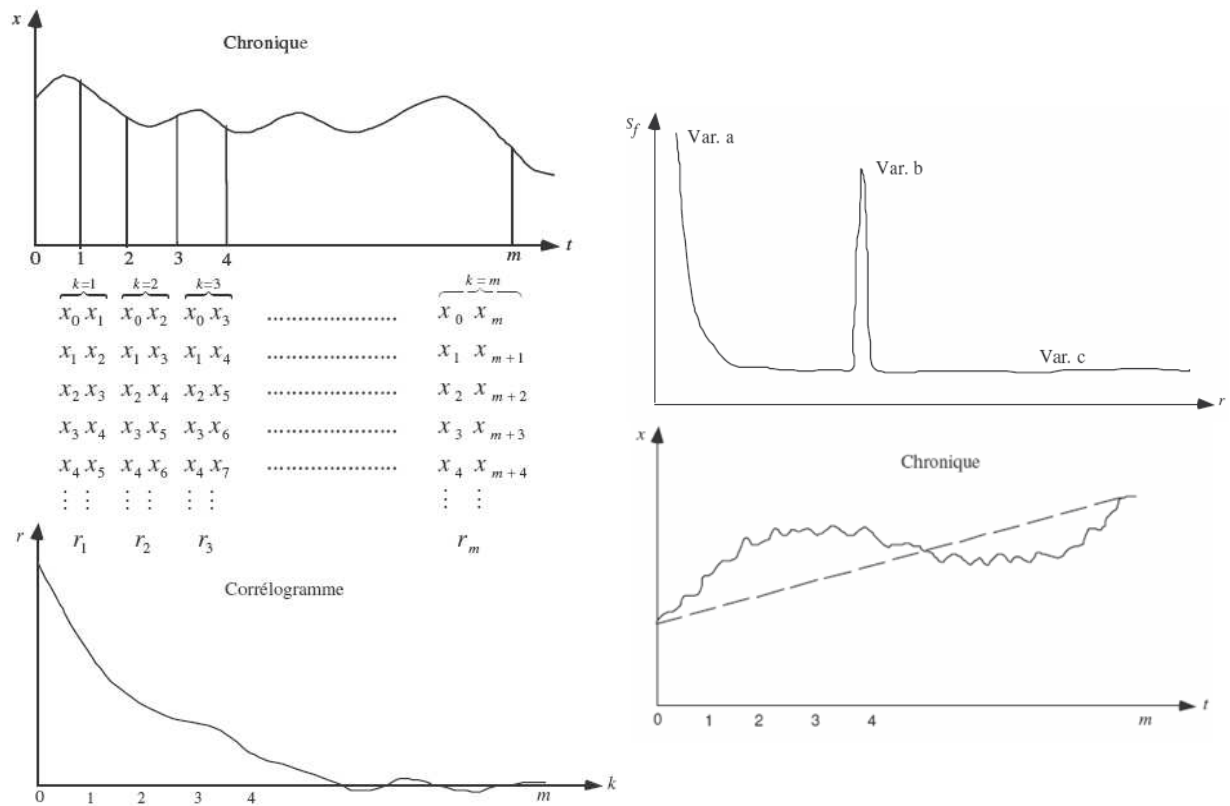 x
Chronique
0 1 2 3 4 m t
k=1 k=2 k=3 k = m
x0 x1 x0 x2 x0 x3 ...................... x0 xm
x1 x2 x1 x3 x1 x4 ...................... x1 xm+1
x2 x3 x2 x4 x2 x5 ...................... x2 xm+2
x3 x4 x3 x5 x3 x6 ...................... x3 xm+3
x4 x5 x4 x6 x4 x7 ...................... x4 xm+4
⋮ ⋮ ⋮ ⋮ ⋮ ⋮ ⋮ ⋮
r1 r2 r3 rm
r
Corrélogramme
k
0 1 2 3 4 m
Sf
Var. a
Var. b
Var. c
r
x
Chronique
t
0 1 2 3 4 m